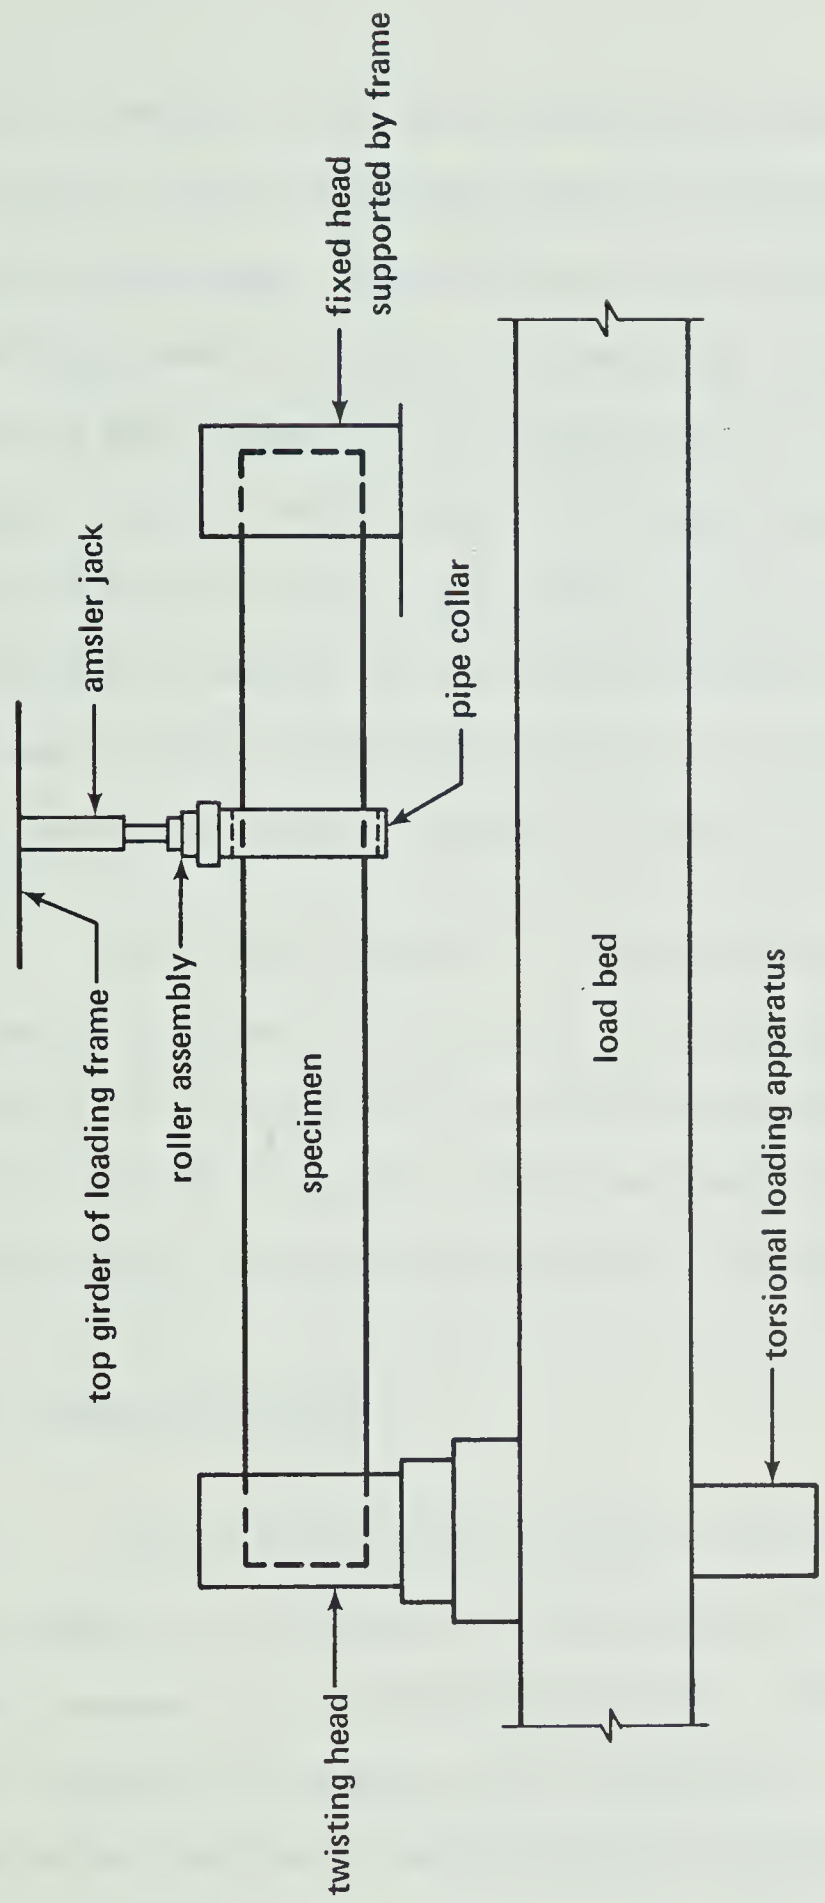 top girder of loading frame
amsler jack
roller assembly
fixed head
supported by frame
specimen
pipe collar
twisting head
load bed
torsional loading apparatus